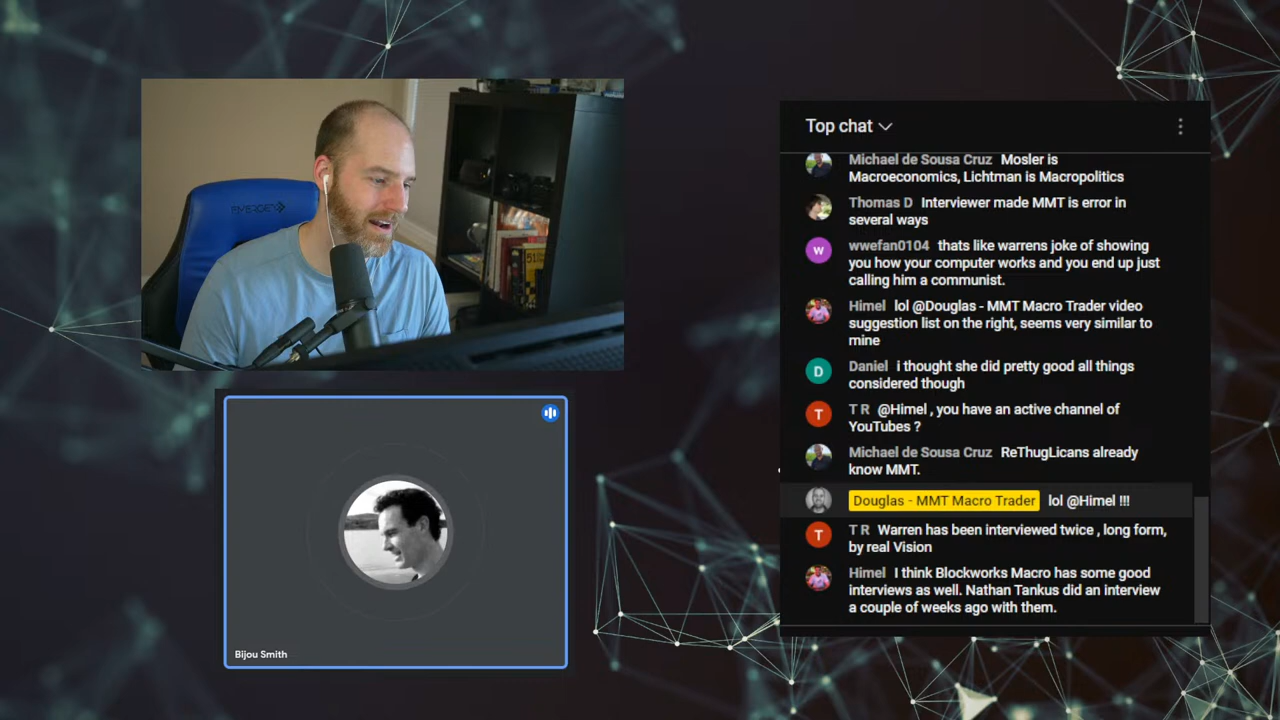 EMERGE
Bijou Smith
Top chat
Michael de Sousa Cruz Mosler is
Macroeconomics, Lichtman is Macropolitics
Thomas D Interviewer made MMT is error in
several ways
W
wwefan0104 thats like warrens joke of showing
you how your computer works and you end up just
calling him a communist.
Himel lol @Douglas - MMT Macro Trader video
suggestion list on the right, seems very similar to
mine
D
Daniel i thought she did pretty good all things
considered though
T
T R @Himel , you have an active channel of
YouTubes ?
Michael de Sousa Cruz ReThugLicans already
know MMT.
Douglas - MMT Macro Trader lol @Himel !!!
T
T R Warren has been interviewed twice , long form,
by real Vision
Himel I think Blockworks Macro has some good
interviews as well. Nathan Tankus did an interview
a couple of weeks ago with them.